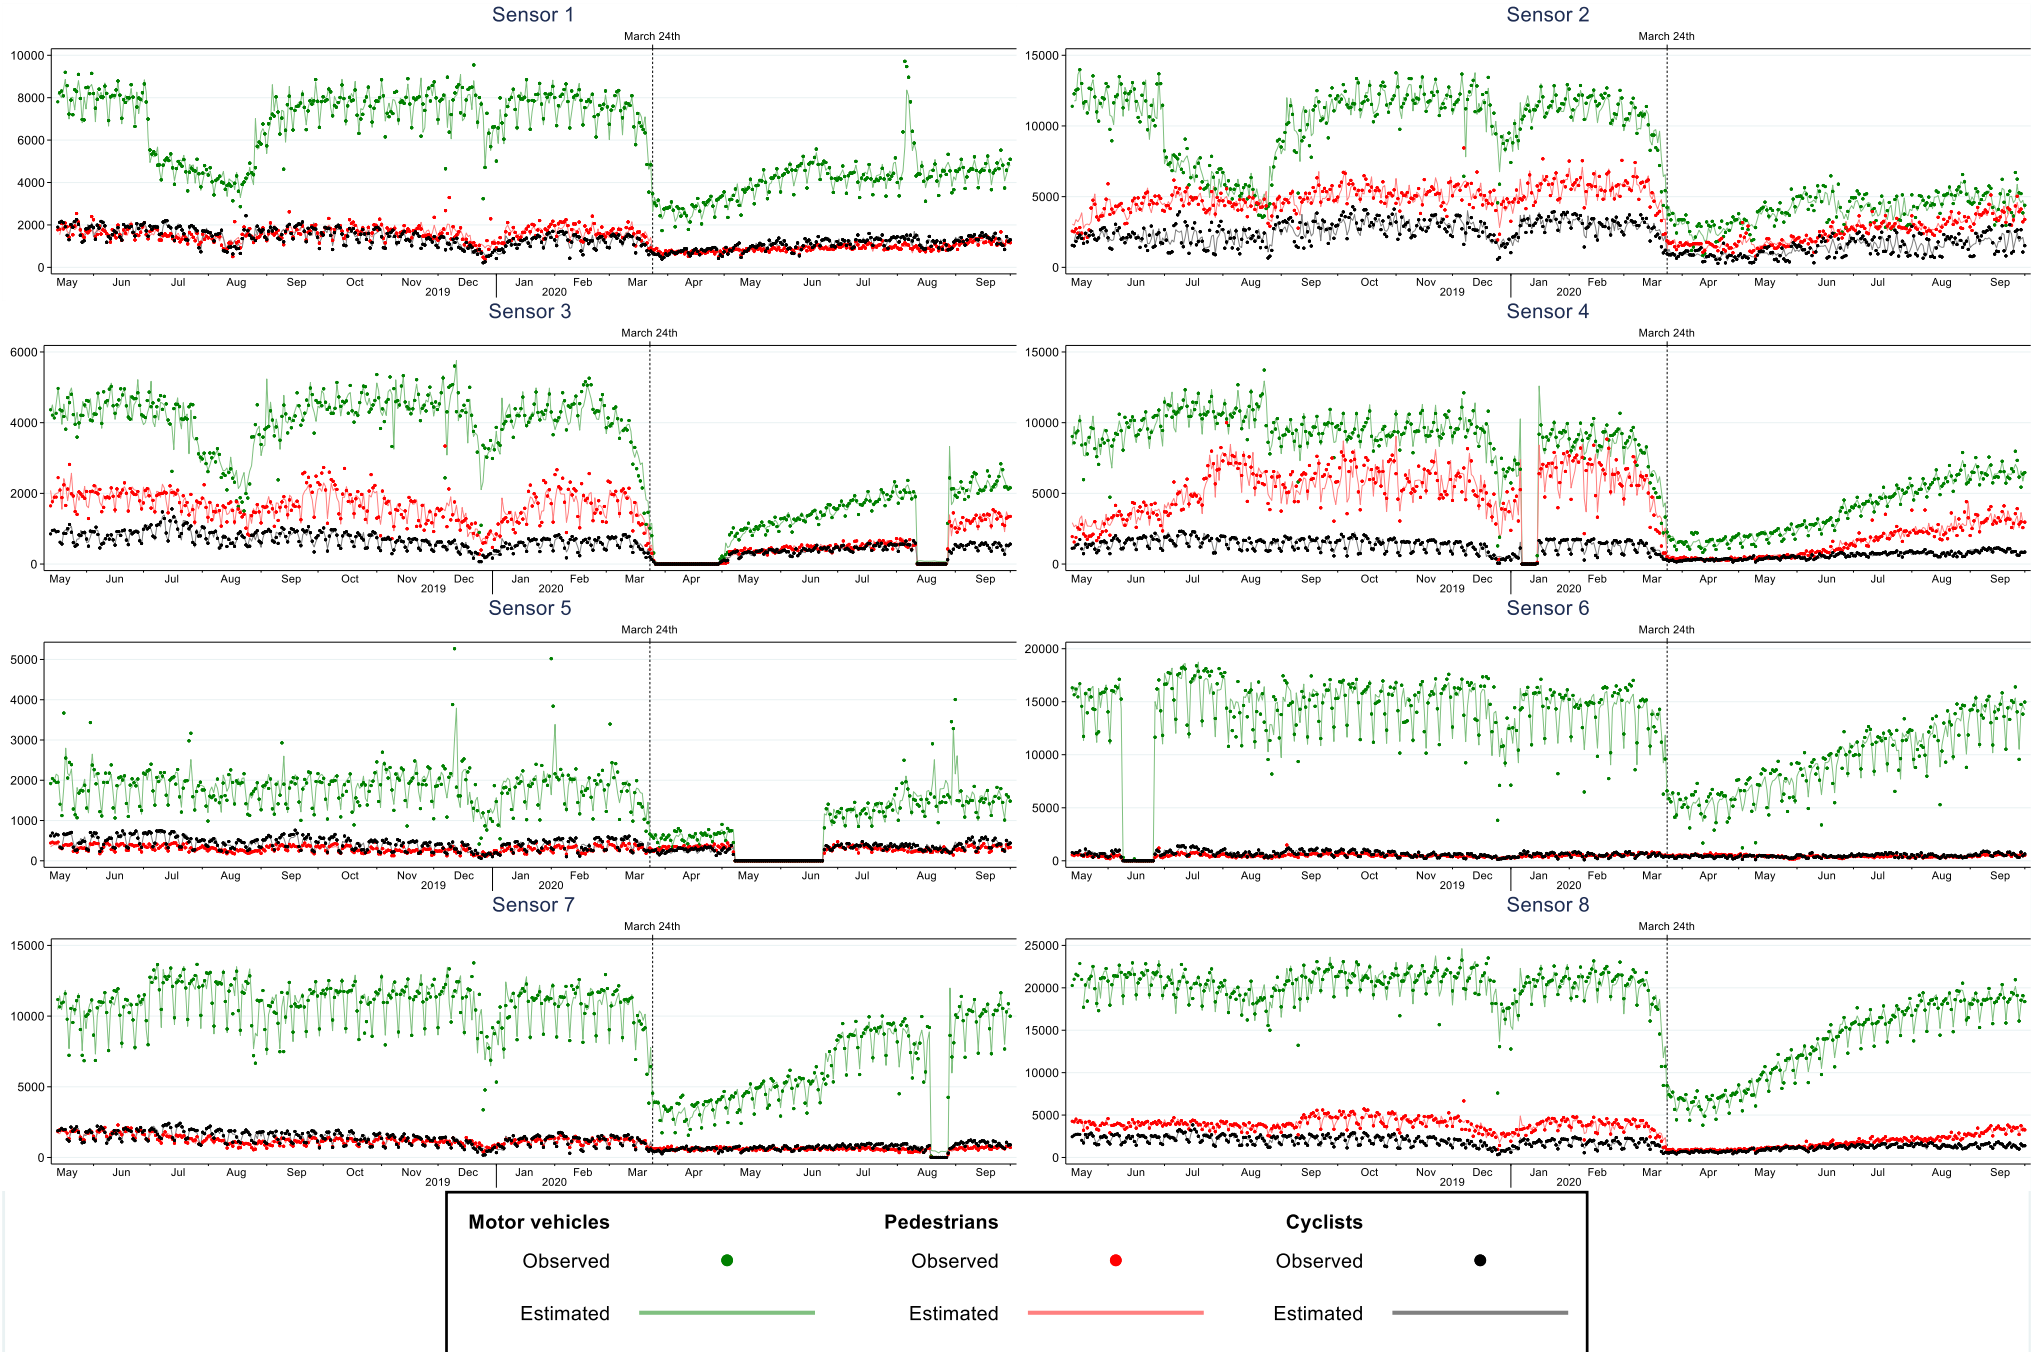 Sensor 1
March 24th
10000
8000
6000
4000
2000
0
May Jun Jul Aug Sep Oct Nov Dec Jan Feb Mar Apr May Jun Jul Aug Sep
2019 2020
Sensor 2
March 24th
15000
10000
5000
0
May Jun Jul Aug Sep Oct Nov Dec Jan Feb Mar Apr May Jun Jul Aug Sep
2019 2020
Sensor 3
March 24th
6000
4000
2000
0
May Jun Jul Aug Sep Oct Nov Dec Jan Feb Mar Apr May Jun Jul Aug Sep
2019 2020
Sensor 4
March 24th
15000
10000
5000
0
May Jun Jul Aug Sep Oct Nov Dec Jan Feb Mar Apr May Jun Jul Aug Sep
2019 2020
Sensor 5
March 24th
5000
4000
3000
2000
1000
0
May Jun Jul Aug Sep Oct Nov Dec Jan Feb Mar Apr May Jun Jul Aug Sep
2019 2020
Sensor 6
March 24th
20000
15000
10000
5000
0
May Jun Jul Aug Sep Oct Nov Dec Jan Feb Mar Apr May Jun Jul Aug Sep
2019 2020
Sensor 7
March 24th
15000
10000
5000
0
May Jun Jul Aug Sep Oct Nov Dec Jan Feb Mar Apr May Jun Jul Aug Sep
2019 2020
Sensor 8
March 24th
25000
20000
15000
10000
5000
0
May Jun Jul Aug Sep Oct Nov Dec Jan Feb Mar Apr May Jun Jul Aug Sep
2019 2020
Motor vehicles Pedestrians Cyclists
Observed Observed Observed
Estimated Estimated Estimated